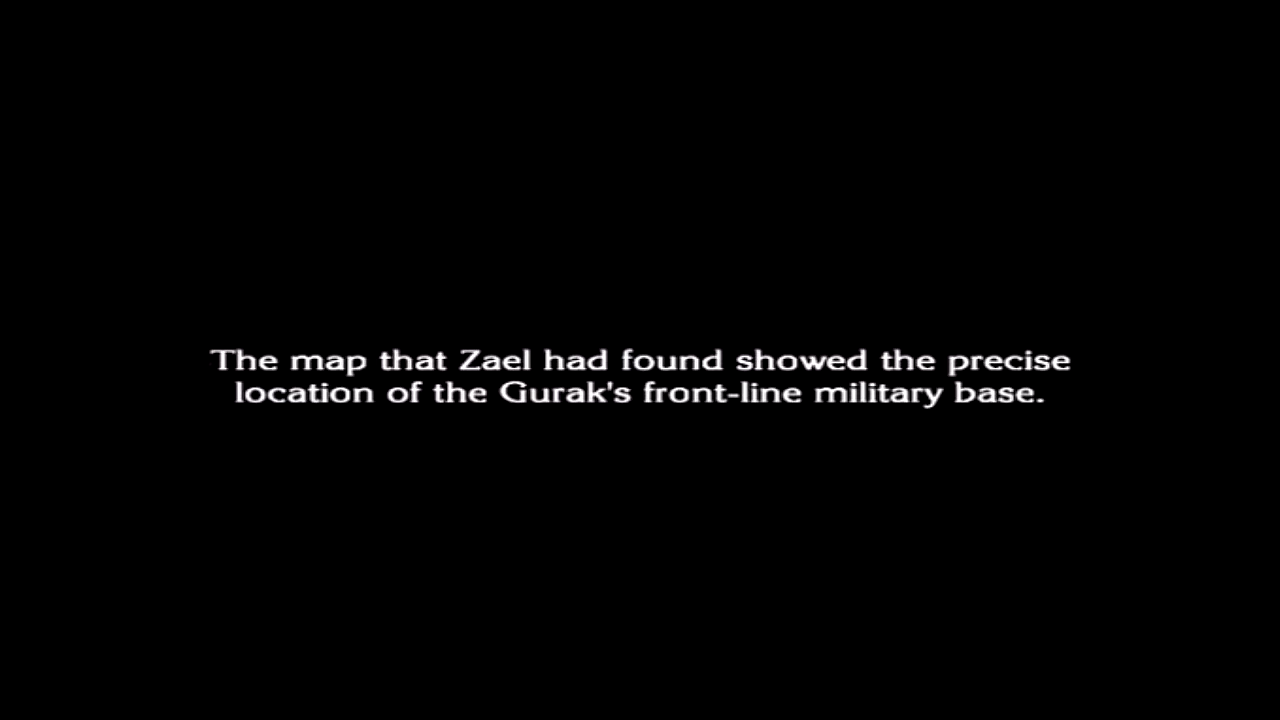 The map that Zael had found showed the precise
location of the Gurak's front-line military base.